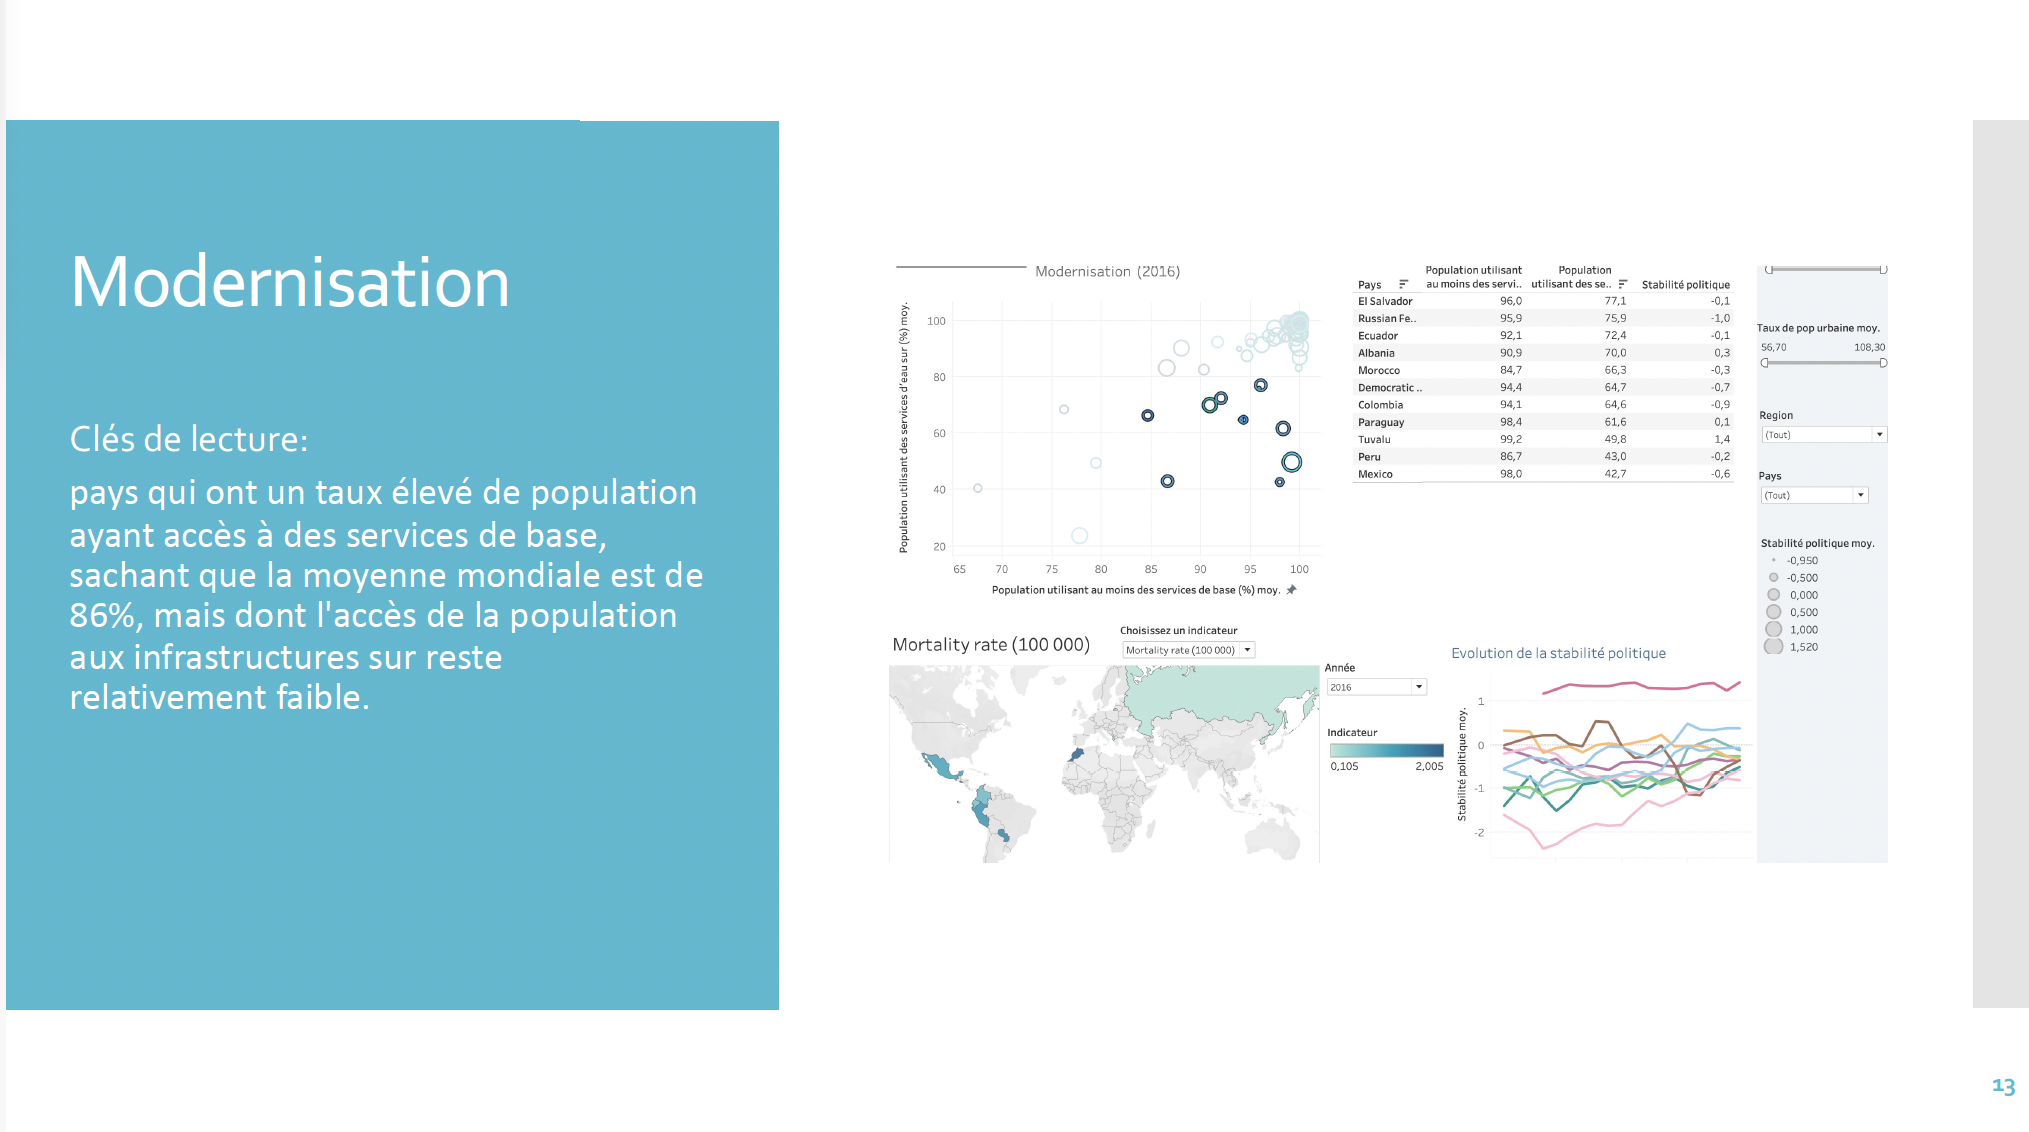 Modernisation
Clés de lecture:
pays qui ont un taux élevé de population
ayant accès à des services de base,
sachant que la moyenne mondiale est de
86%, mais dont l'accès de la population
aux infrastructures sur reste
relativement faible.
Modernisation (2016)
Population utilisant des services d'eau sur (%) moy.
100
80
60
40
20
65 70 75 80 85 90 95 100
Population utilisant au moins des services de base (%) moy.
Population utilisant Population
Pays au moins des servi.. utilisant des se.. Stabilité politique
El Salvador 96,0 77,1 -0,1
Russian Fe.. 95,9 75,9 -1,0
Ecuador 92,1 72,4 -0,1
Albania 90,9 70,0 0,3
Morocco 84,7 66,3 -0,3
Democratic .. 94,4 64,7 -0,7
Colombia 94,1 64,6 -0,9
Paraguay 98,4 61,6 0,1
Tuvalu 99,2 49,8 1,4
Peru 86,7 43,0 -0,2
Mexico 98,0 42,7 -0,6
Taux de pop urbaine moy.
56,70 108,30
Region
(Tout)
Pays
(Tout)
Stabilité politique moy.
-0,950
-0,500
0,000
0,500
1,000
1,520
Mortality rate (100 000)
Choisissez un indicateur
Mortality rate (100 000)
Année
2016
Indicateur
0,105 2,005
Evolution de la stabilité politique
Stabilité politique moy.
1
0
-1
-2
13